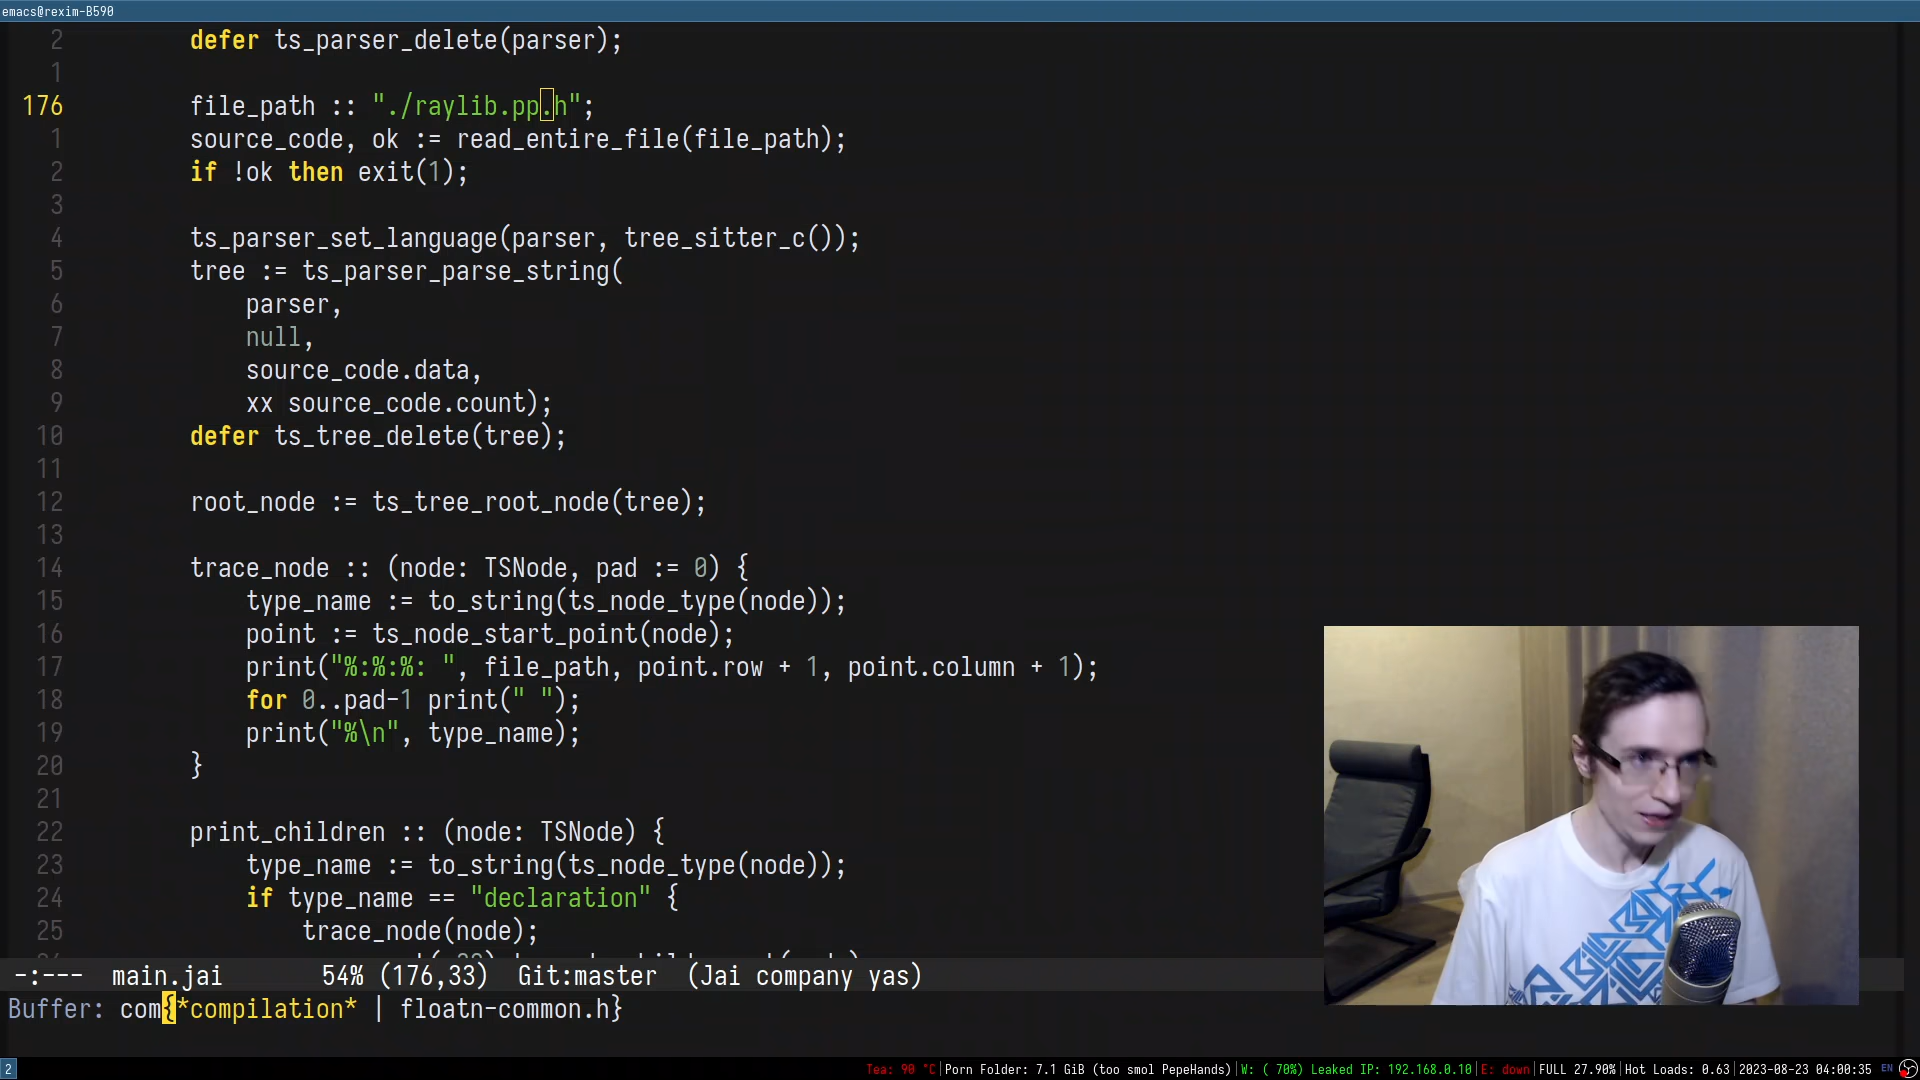 emacs@rexim-B590
2 defer ts_parser_delete(parser);
1
176 file_path :: "./raylib.pp.h";
1 source_code, ok := read_entire_file(file_path);
2 if !ok then exit(1);
3
4 ts_parser_set_language(parser, tree_sitter_c());
5 tree := ts_parser_parse_string(
6 parser,
7 null,
8 source_code.data,
9 xx source_code.count);
10 defer ts_tree_delete(tree);
11
12 root_node := ts_tree_root_node(tree);
13
14 trace_node :: (node: TSNode, pad := 0) {
15 type_name := to_string(ts_node_type(node));
16 point := ts_node_start_point(node);
17 print("%:%:%: ", file_path, point.row + 1, point.column + 1);
18 for 0..pad-1 print(" ");
19 print("%\n", type_name);
20 }
21
22 print_children :: (node: TSNode) {
23 type_name := to_string(ts_node_type(node));
24 if type_name == "declaration" {
25 trace_node(node);
-:--- main.jai 54% (176,33) Git:master (Jai company yas)
Buffer: com{*compilation* | floatn-common.h}
2 Tea: 90 °C|Porn Folder: 7.1 GiB (too smol PepeHands)|W: ( 70%) Leaked IP: 192.168.0.10|E: down|FULL 27.90%|Hot Loads: 0.63|2023-08-23 04:00:35 EN